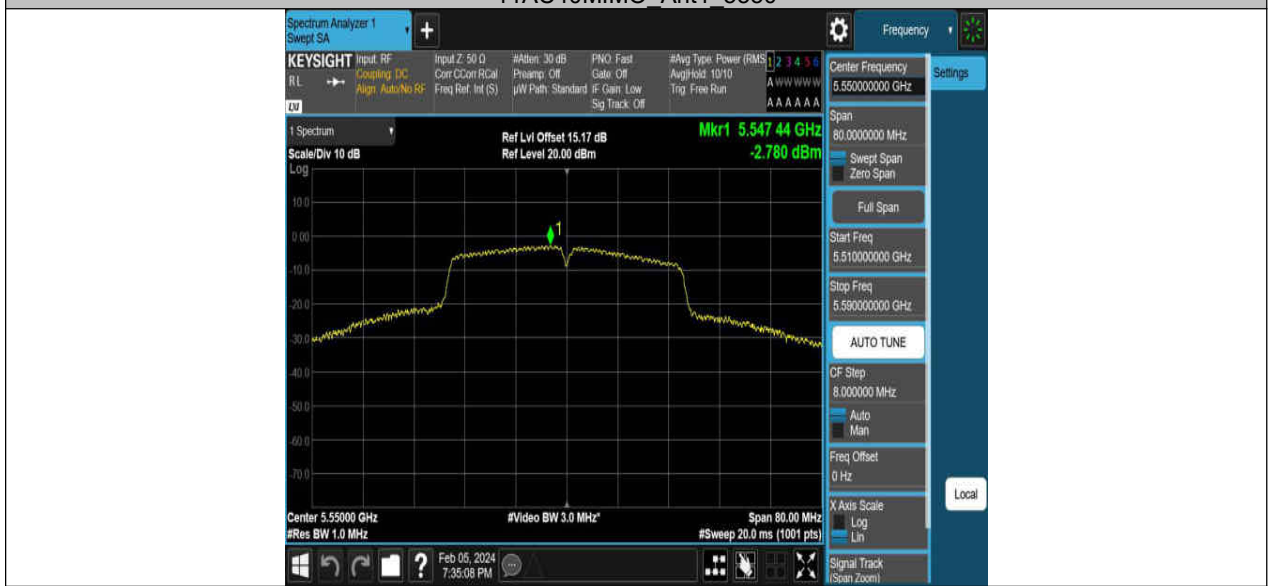 Spectrum Analyzer 1
Swept SA
+
Frequency
KEYSIGHT
RL
LXI
Input: RF
Coupling: DC
Align: Auto/No RF
Input Z: 50 Ω
Corr CCorr RCal
Freq Ref: Int (S)
#Atten: 30 dB
Preamp: Off
µW Path: Standard
PNO: Fast
Gate: Off
IF Gain: Low
Sig Track: Off
#Avg Type: Power (RMS
Avg|Hold: 10/10
Trig: Free Run
1 2 3 4 5 6
A W W W W W
A A A A A A
1 Spectrum
Scale/Div 10 dB
Log
Ref Lvl Offset 15.17 dB
Ref Level 20.00 dBm
Mkr1 5.547 44 GHz
-2.780 dBm
10.0
0.00
-10.0
-20.0
-30.0
-40.0
-50.0
-60.0
-70.0
1
Center 5.55000 GHz
#Res BW 1.0 MHz
#Video BW 3.0 MHz*
Span 80.00 MHz
#Sweep 20.0 ms (1001 pts)
Feb 05, 2024
7:35:08 PM
?
Center Frequency
5.550000000 GHz
Settings
Span
80.0000000 MHz
Swept Span
Zero Span
Full Span
Start Freq
5.510000000 GHz
Stop Freq
5.590000000 GHz
AUTO TUNE
CF Step
8.000000 MHz
Auto
Man
Freq Offset
0 Hz
X Axis Scale
Log
Lin
Local
Signal Track
(Span Zoom)